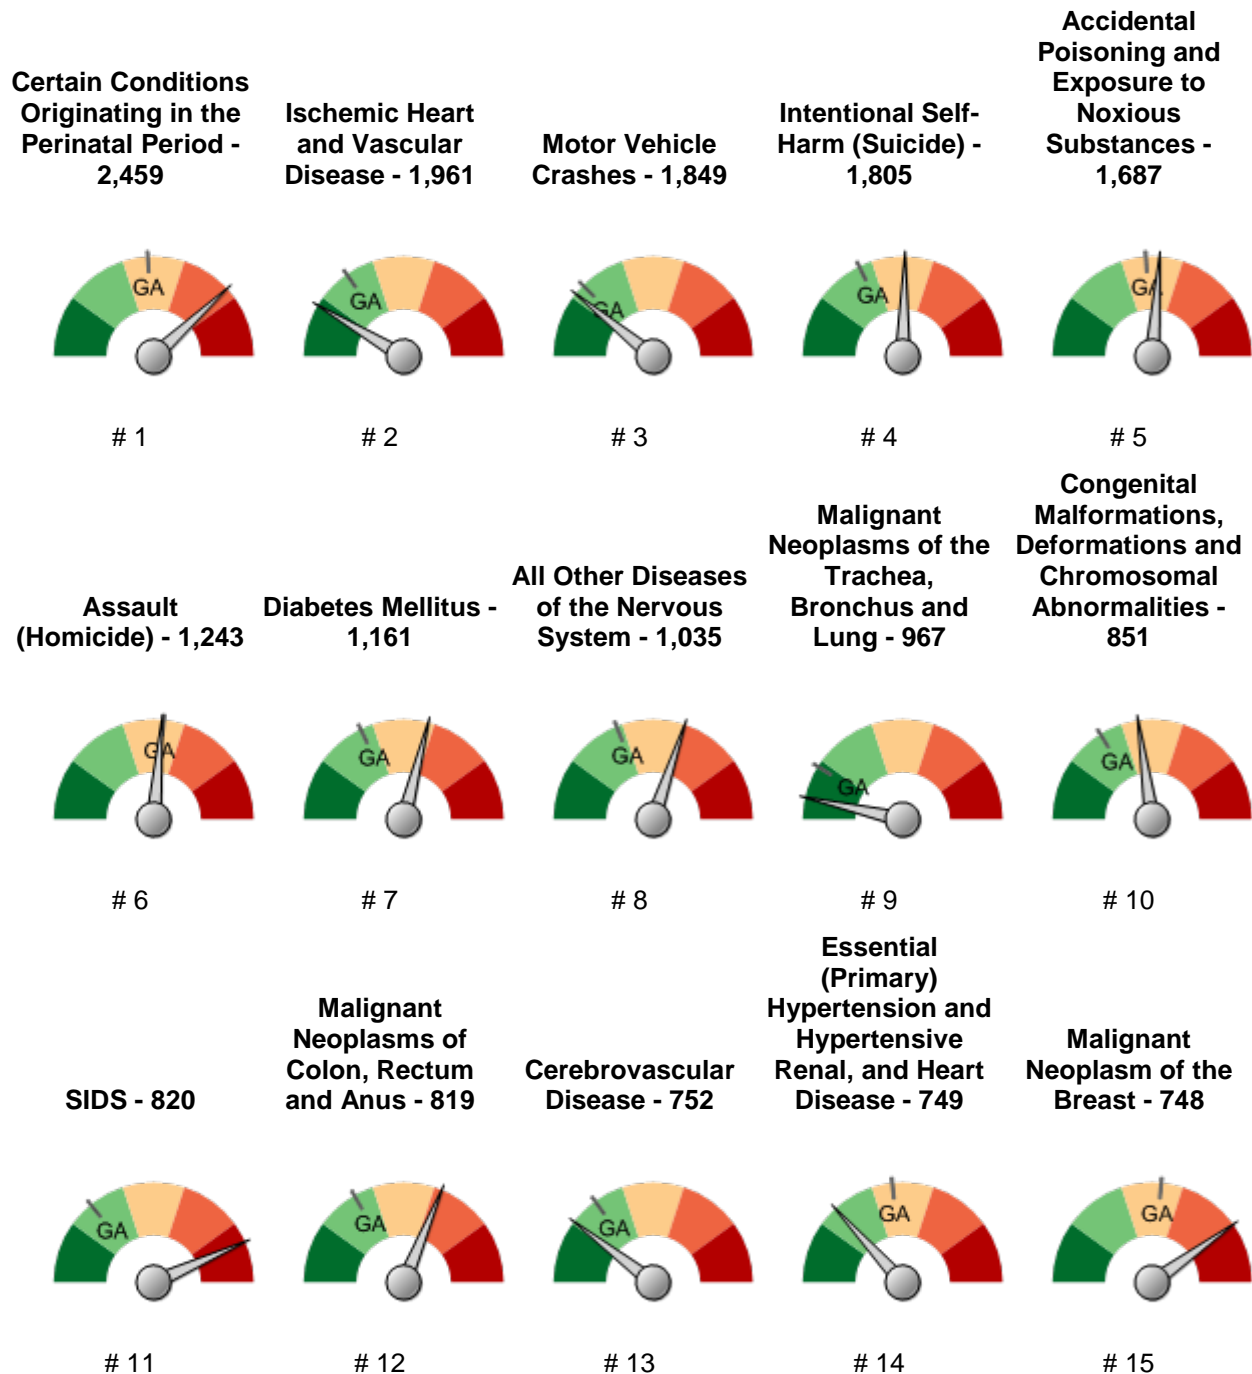 Certain Conditions
Originating in the
Perinatal Period -
2,459
Ischemic Heart
and Vascular
Disease - 1,961
Motor Vehicle
Crashes - 1,849
Intentional Self-
Harm (Suicide) -
1,805
Accidental
Poisoning and
Exposure to
Noxious
Substances -
1,687
GA
GA
GA
GA
GA
# 1
# 2
# 3
# 4
# 5
Assault
(Homicide) - 1,243
Diabetes Mellitus -
1,161
All Other Diseases
of the Nervous
System - 1,035
Malignant
Neoplasms of the
Trachea,
Bronchus and
Lung - 967
Congenital
Malformations,
Deformations and
Chromosomal
Abnormalities -
851
GA
GA
GA
GA
GA
# 6
# 7
# 8
# 9
# 10
SIDS - 820
Malignant
Neoplasms of
Colon, Rectum
and Anus - 819
Cerebrovascular
Disease - 752
Essential
(Primary)
Hypertension and
Hypertensive
Renal, and Heart
Disease - 749
Malignant
Neoplasm of the
Breast - 748
GA
GA
GA
GA
GA
# 11
# 12
# 13
# 14
# 15